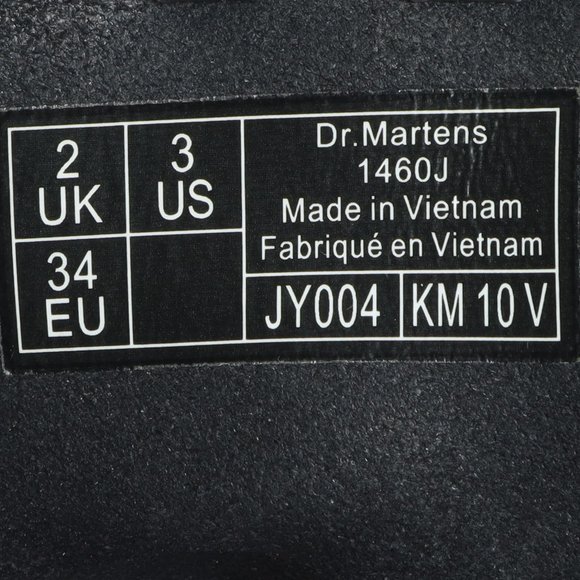 2
UK
3
US
34
EU
Dr.Martens
1460J
Made in Vietnam
Fabriqué en Vietnam
JY004
KM 10 V